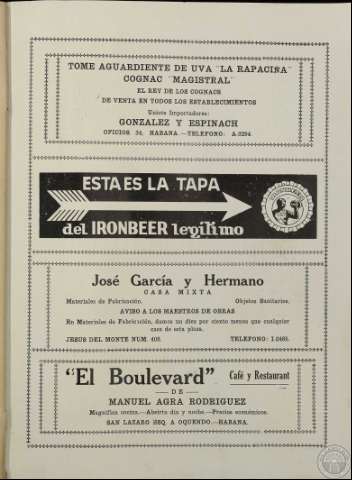 TOME AGUARDIENTE DE UVA "LA RAPACIÑA"
COGNAC "MAGISTRAL"
EL REY DE LOS COGNACS
DE VENTA EN TODOS LOS ESTABLECIMIENTOS
Unicos Importadores:
GONZALEZ Y ESPINACH
OFICIOS 34, HABANA.—TELEFONO: A-3294
ESTA ES LA TAPA
del IRONBEER legítimo
José García y Hermano
CASA MIXTA
Materiales de Fabricación. Objetos Sanitarios.
AVISO A LOS MAESTROS DE OBRAS
En Materiales de Fabricación, damos un diez por ciento menos que cualquier
casa de esta plaza.
JESUS DEL MONTE NUM. 403. TELEFONO: I-2463.
"El Boulevard" Café y Restaurant
—DE—
MANUEL AGRA RODRIGUEZ
Magnífica cocina.—Abierto día y noche.—Precios económicos.
SAN LAZARO ESQ. A OQUENDO.—HABANA.